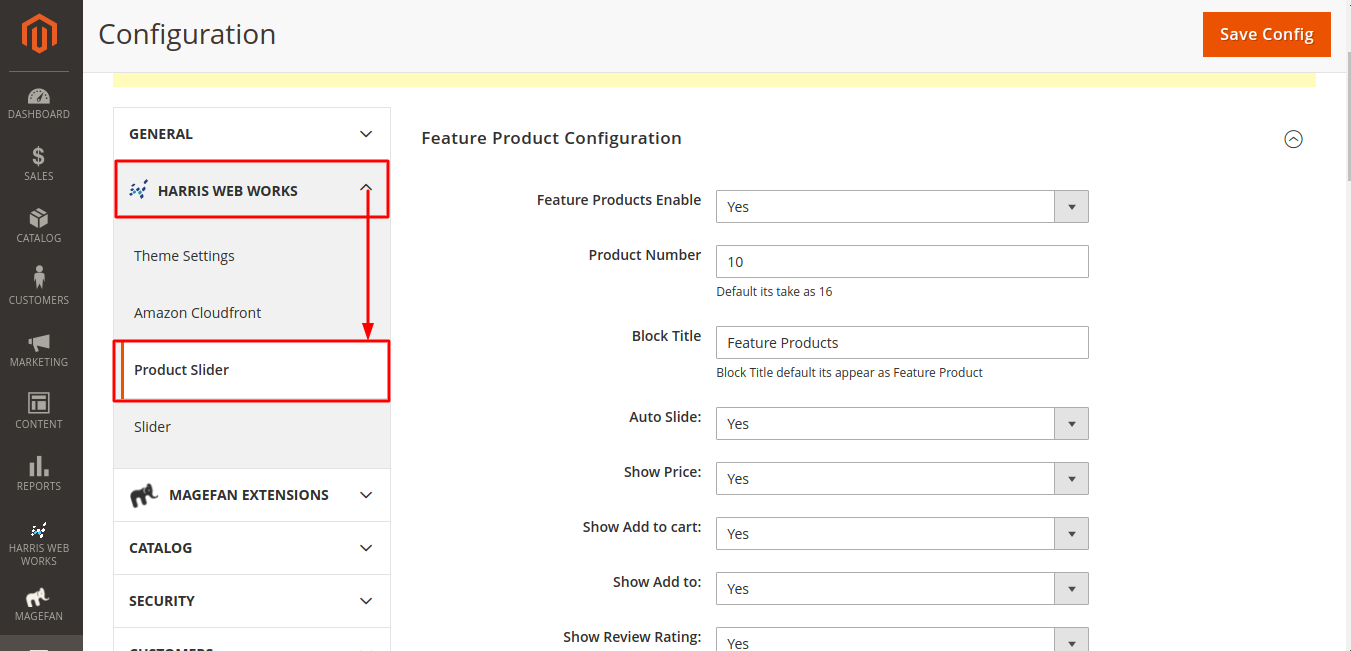 Configuration
Save Config
DASHBOARD
SALES
CATALOG
CUSTOMERS
MARKETING
CONTENT
REPORTS
HARRIS WEB
WORKS
MAGEFAN
GENERAL
HARRIS WEB WORKS
Theme Settings
Amazon Cloudfront
Product Slider
Slider
MAGEFAN EXTENSIONS
CATALOG
SECURITY
CUSTOMERS
Feature Product Configuration
Feature Products Enable
Yes
Product Number
10
Default its take as 16
Block Title
Feature Products
Block Title default its appear as Feature Product
Auto Slide:
Yes
Show Price:
Yes
Show Add to cart:
Yes
Show Add to:
Yes
Show Review Rating:
Yes